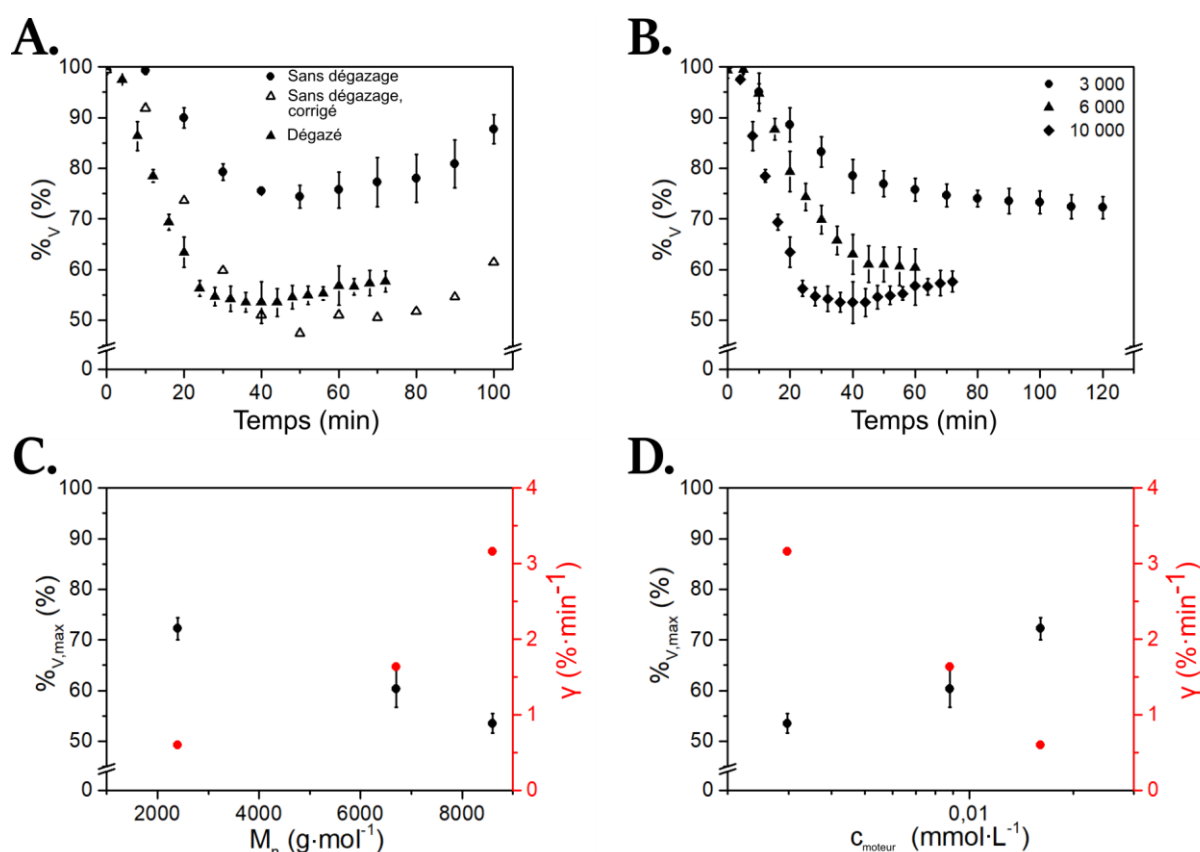 A.
100
90
80
70
60
50
0
%V (%)
Sans dégazage
Sans dégazage,
corrigé
Dégazé
0 20 40 60 80 100
Temps (min)
B.
100
90
80
70
60
50
0
%V (%)
3 000
6 000
10 000
0 20 40 60 80 100 120
Temps (min)
C.
100
90
80
70
60
50
0
%V,max (%)
4
3
2
1
0
γ (%·min⁻¹)
2000 4000 6000 8000
Mn (g·mol⁻¹)
D.
100
90
80
70
60
50
0
%V,max (%)
4
3
2
1
0
γ (%·min⁻¹)
0,01
cmoteur (mmol·L⁻¹)